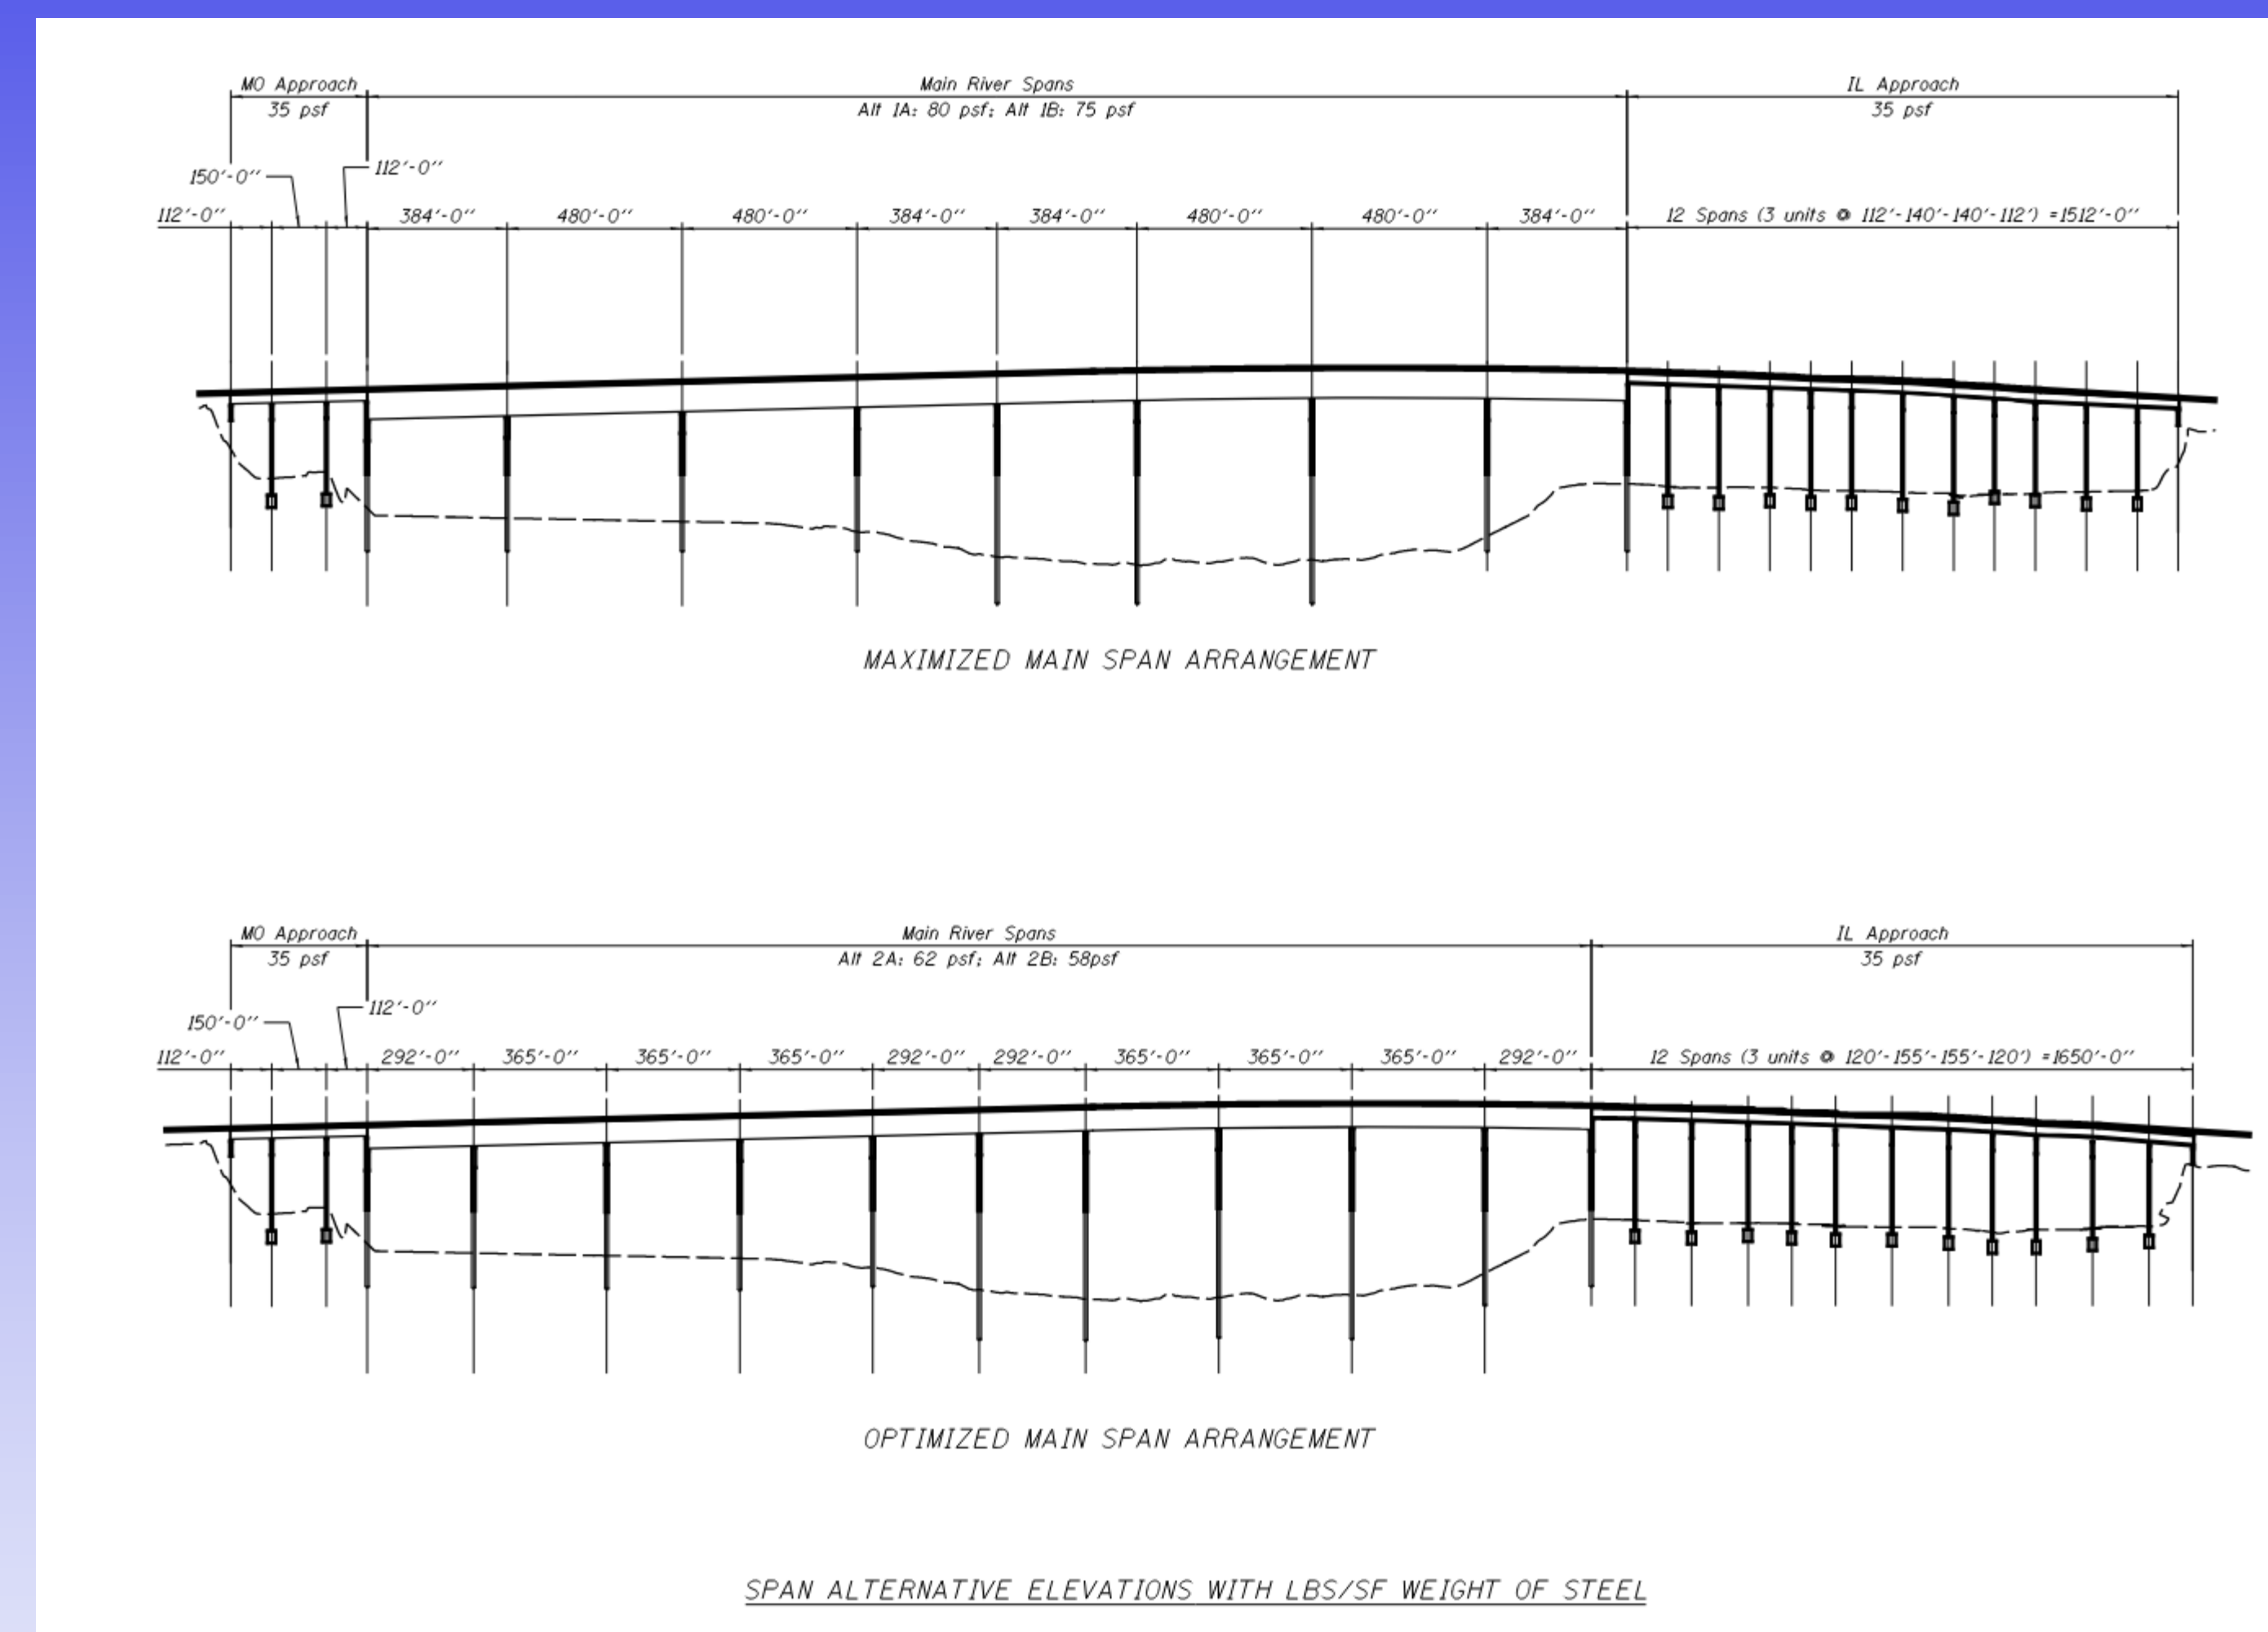 MO Approach
Main River Spans
IL Approach
35 psf
Alt 1A: 80 psf; Alt 1B: 75 psf
35 psf
112'-0''
150'-0''
112'-0''
384'-0''
480'-0''
480'-0''
384'-0''
384'-0''
480'-0''
480'-0''
384'-0''
12 Spans (3 units @ 112'-140'-140'-112') =1512'-0''
MAXIMIZED MAIN SPAN ARRANGEMENT
MO Approach
Main River Spans
IL Approach
35 psf
Alt 2A: 62 psf; Alt 2B: 58psf
35 psf
112'-0''
150'-0''
112'-0''
292'-0''
365'-0''
365'-0''
365'-0''
292'-0''
292'-0''
365'-0''
365'-0''
365'-0''
292'-0''
12 Spans (3 units @ 120'-155'-155'-120') =1650'-0''
OPTIMIZED MAIN SPAN ARRANGEMENT
SPAN ALTERNATIVE ELEVATIONS WITH LBS/SF WEIGHT OF STEEL